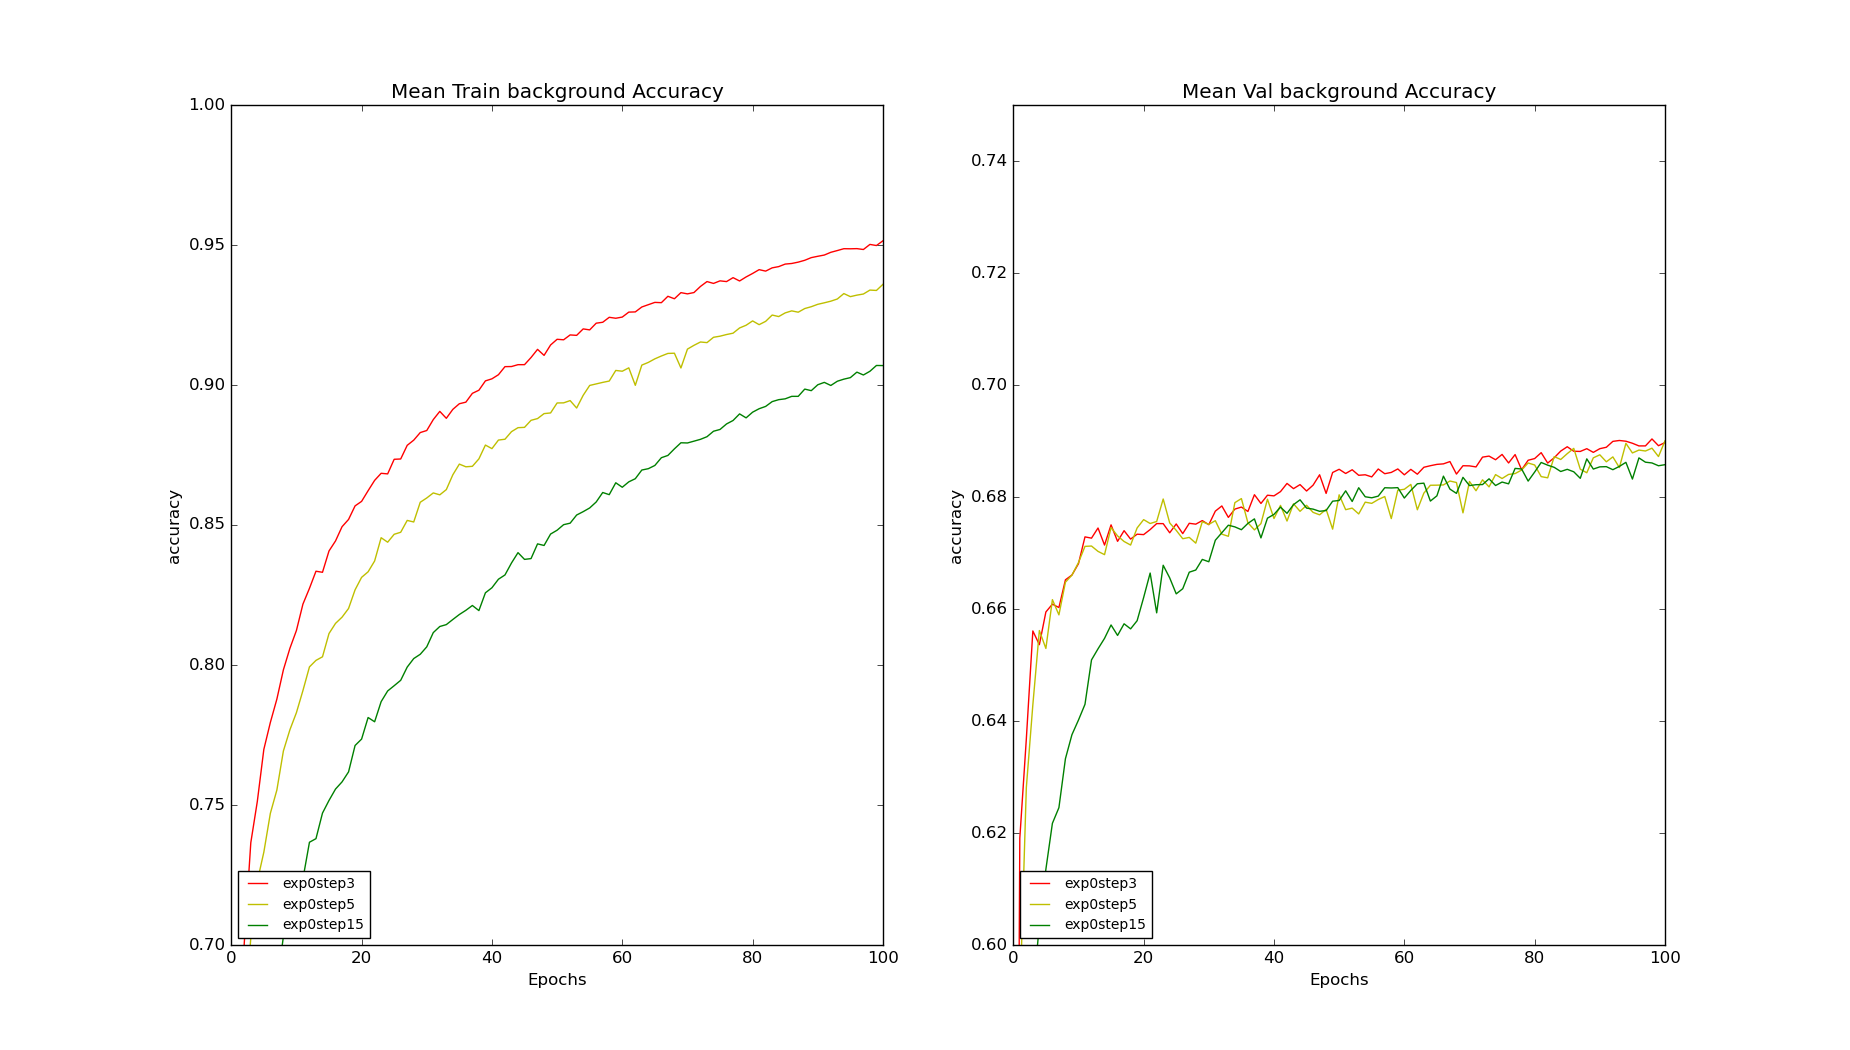 Mean Train background Accuracy
1.00
0.95
0.90
0.85
0.80
0.75
0.70
accuracy
exp0step3
exp0step5
exp0step15
0 20 40 60 80 100
Epochs
Mean Val background Accuracy
0.74
0.72
0.70
0.68
0.66
0.64
0.62
0.60
accuracy
exp0step3
exp0step5
exp0step15
0 20 40 60 80 100
Epochs